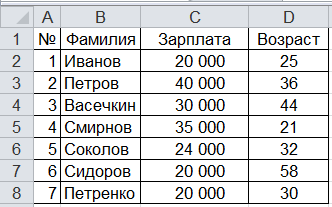 A B C D
1 № Фамилия Зарплата Возраст
2 1 Иванов 20 000 25
3 2 Петров 40 000 36
4 3 Васечкин 30 000 44
5 4 Смирнов 35 000 21
6 5 Соколов 24 000 32
7 6 Сидоров 20 000 58
8 7 Петренко 20 000 30